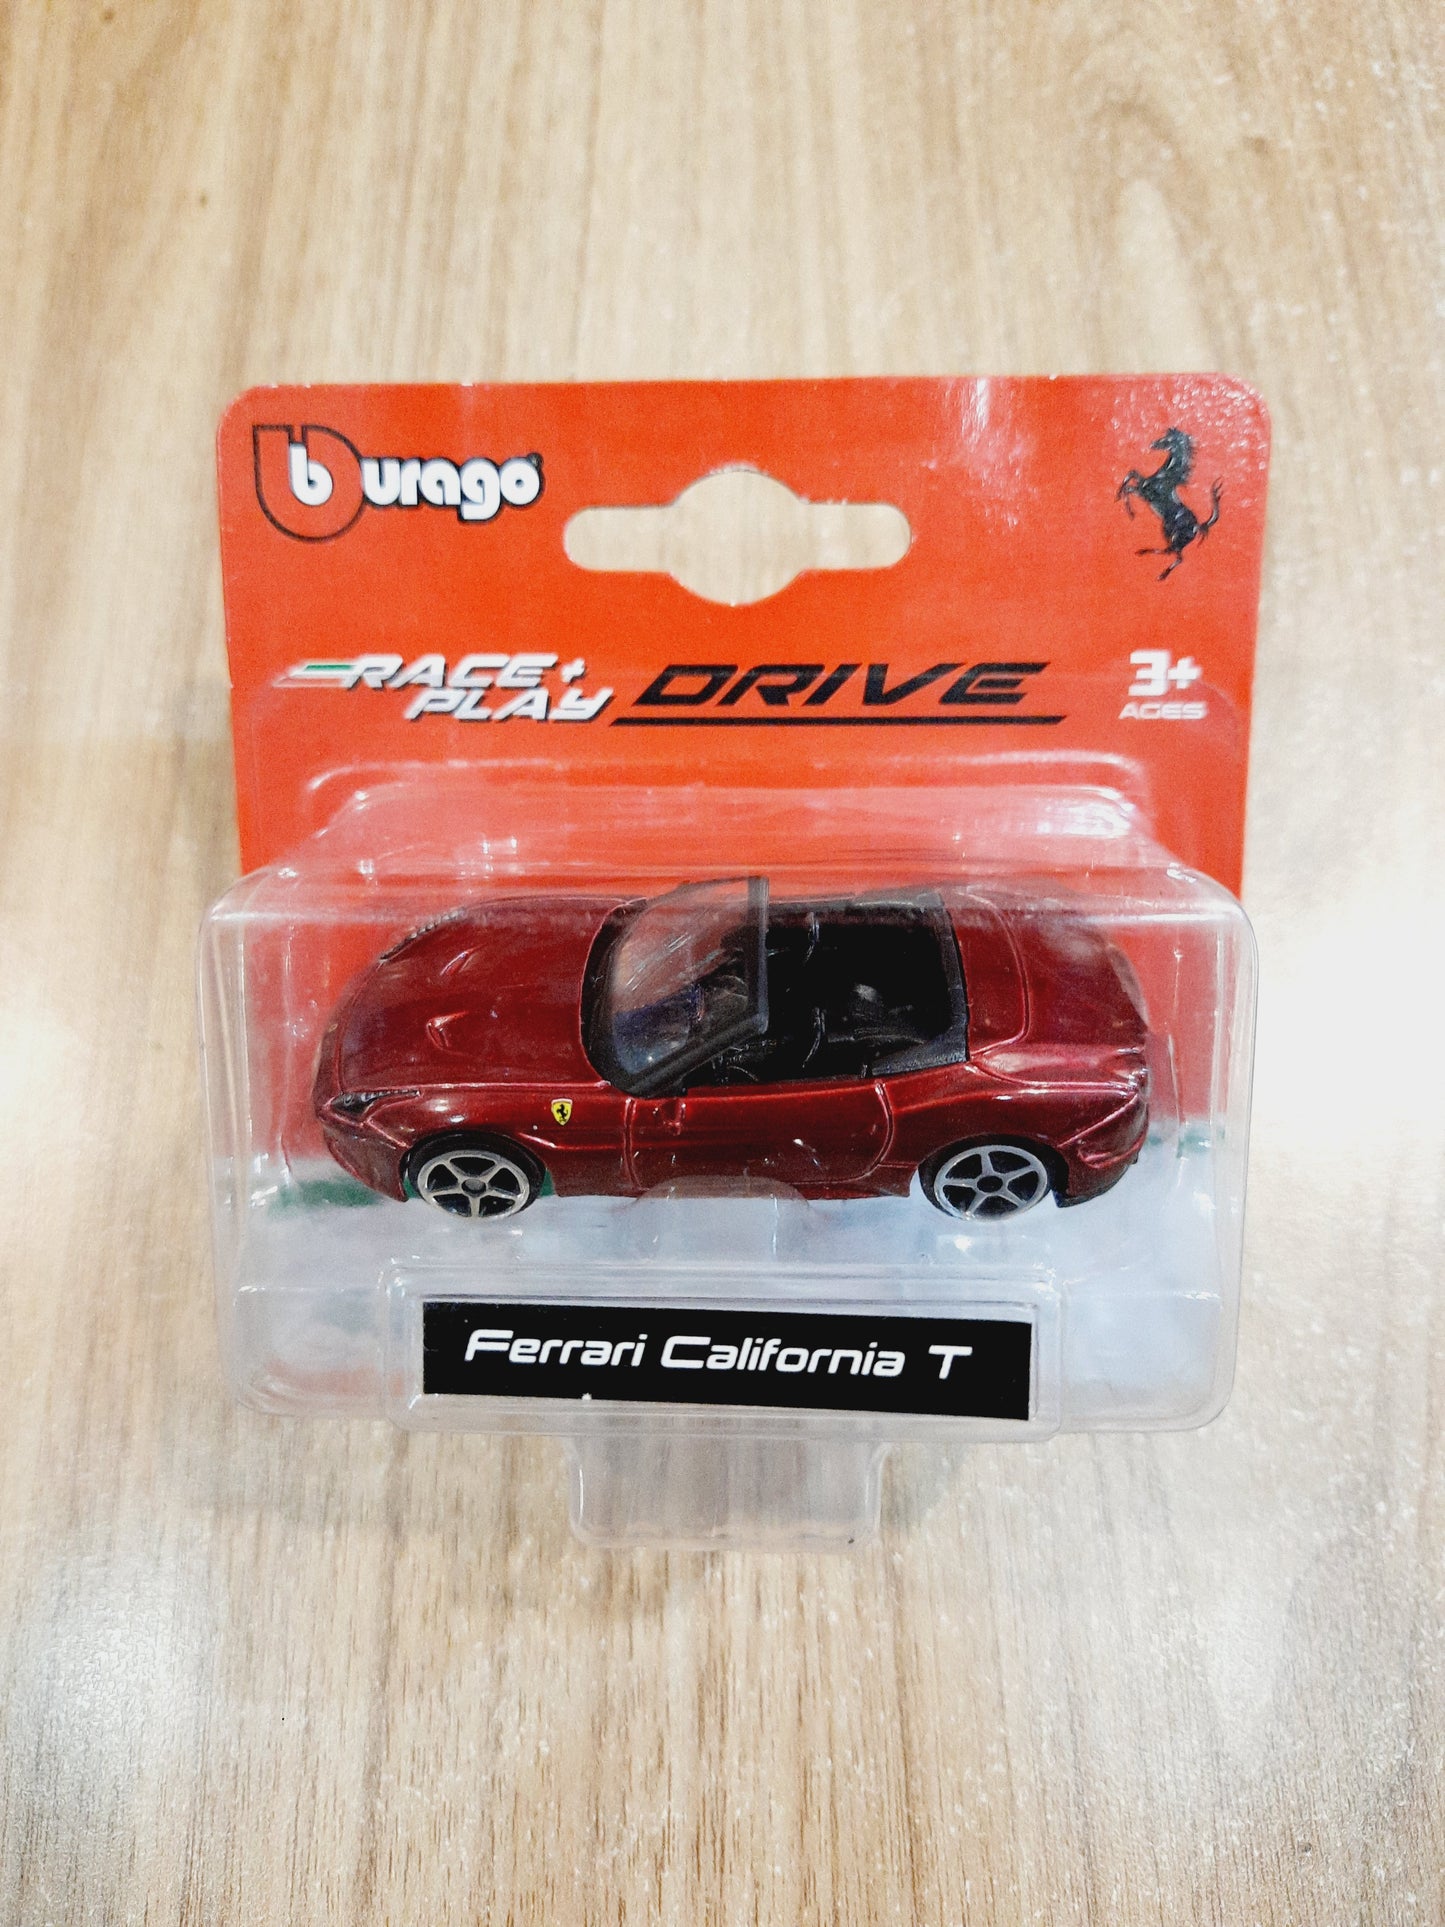 burago
RACE+
PLAY
DRIVE
3+
AGES
Ferrari California T